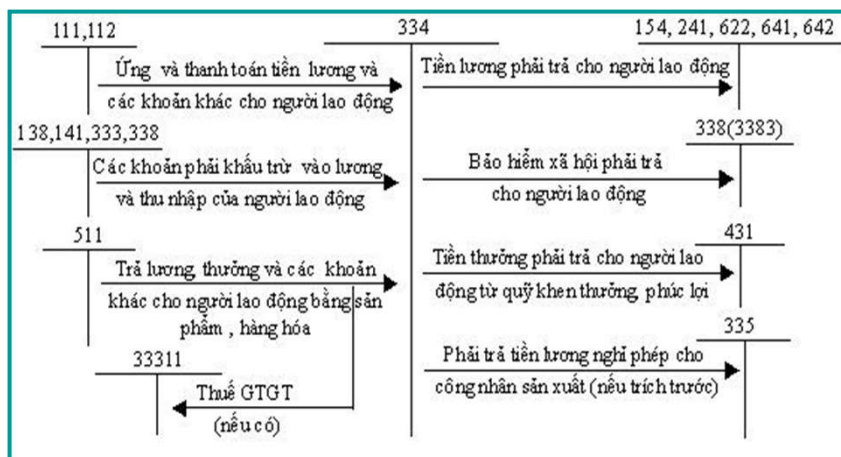 111,112
334
154, 241, 622, 641, 642
Ứng và thanh toán tiền lương và
các khoản khác cho người lao động
Tiền lương phải trả cho người lao động
138,141,333,338
338(3383)
Các khoản phải khấu trừ vào lương
và thu nhập của người lao động
Bảo hiểm xã hội phải trả
cho người lao động
511
431
Trả lương, thưởng và các khoản
khác cho người lao động bằng sản
phẩm , hàng hóa
Tiền thưởng phải trả cho người lao
động từ quỹ khen thưởng, phúc lợi
335
33311
Phải trả tiền lương nghỉ phép cho
công nhân sản xuất (nếu trích trước)
Thuế GTGT
(nếu có)